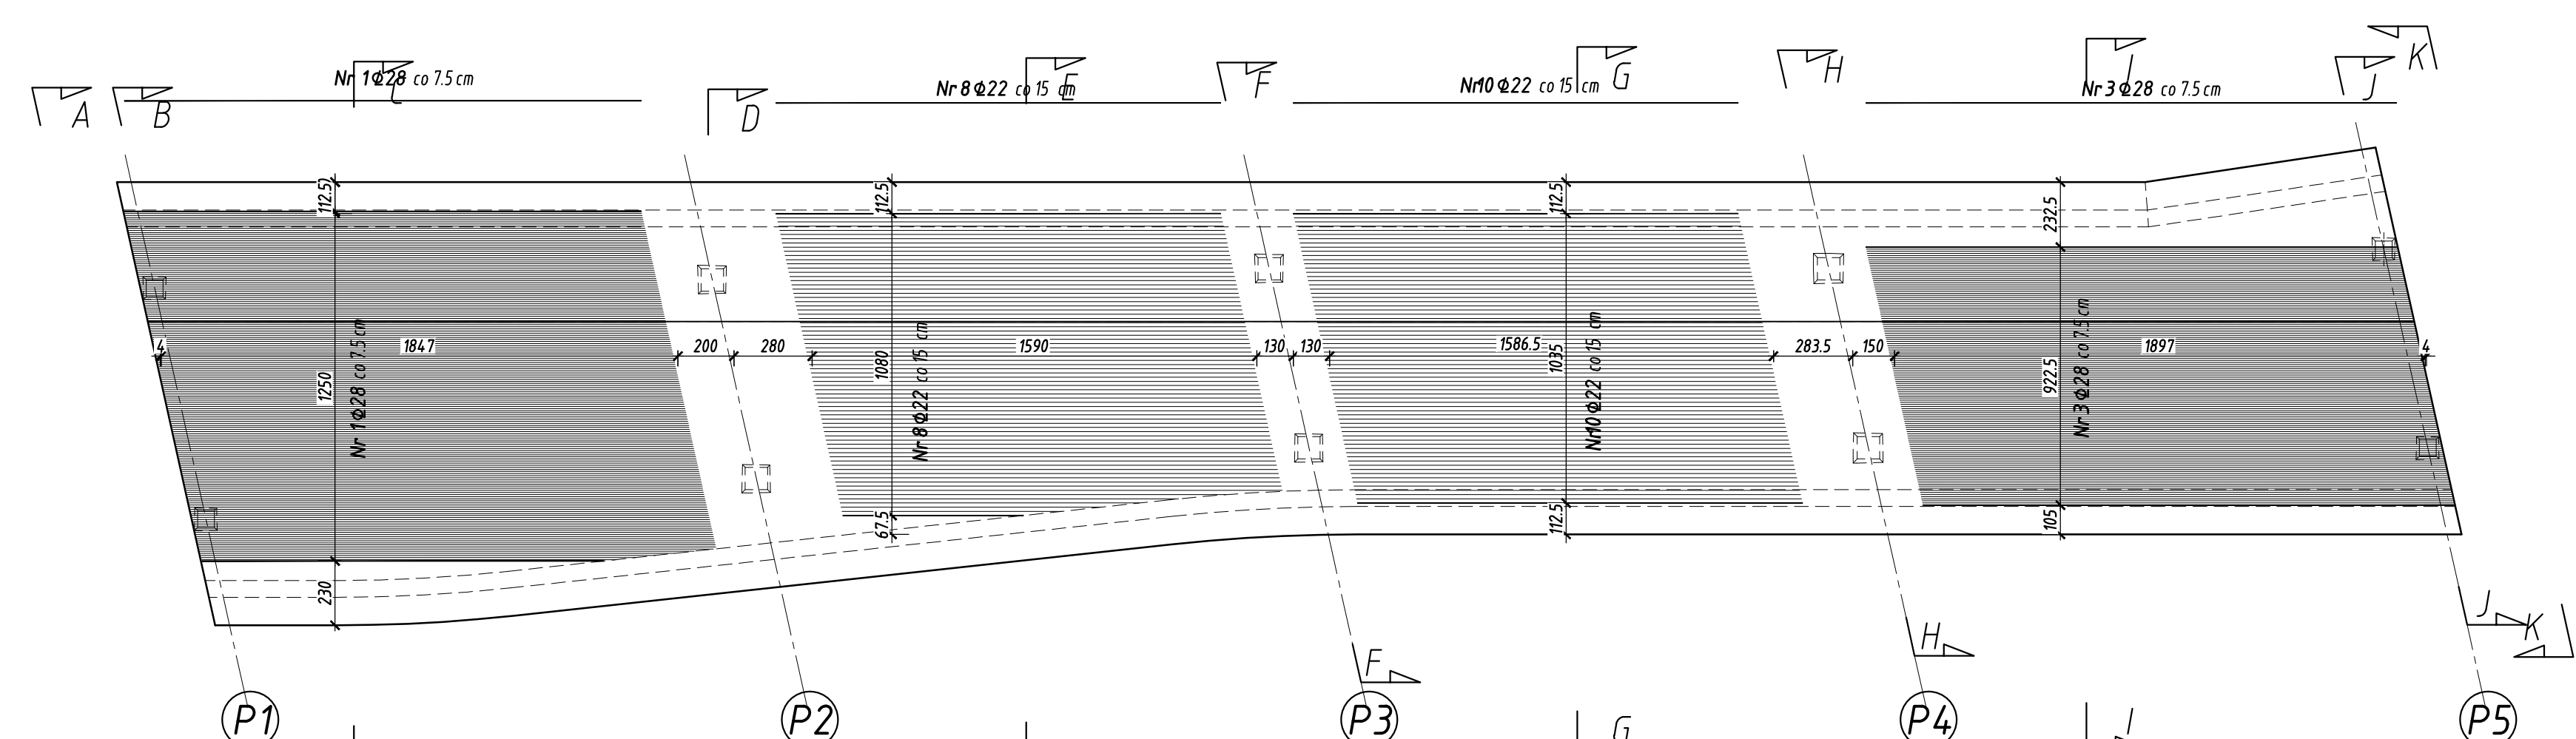 K
Nr 1 ϕ28 co 7.5 cm
Nr 8 ϕ22 co 15 cm
E
F
Nr10 ϕ22 co 15 cm
G
H
Nr 3 ϕ28 co 7.5 cm
J
A
B
D
112.5
112.5
112.5
232.5
4
1847
200
280
1590
130
130
1586.5
283.5
150
1897
4
1250
Nr 1 ϕ28 co 7.5 cm
1080
Nr 8 ϕ22 co 15 cm
1035
Nr10 ϕ22 co 15 cm
922.5
Nr 3 ϕ28 co 7.5 cm
230
67.5
112.5
105
J
K
H
F
P1
P2
P3
P4
P5
G